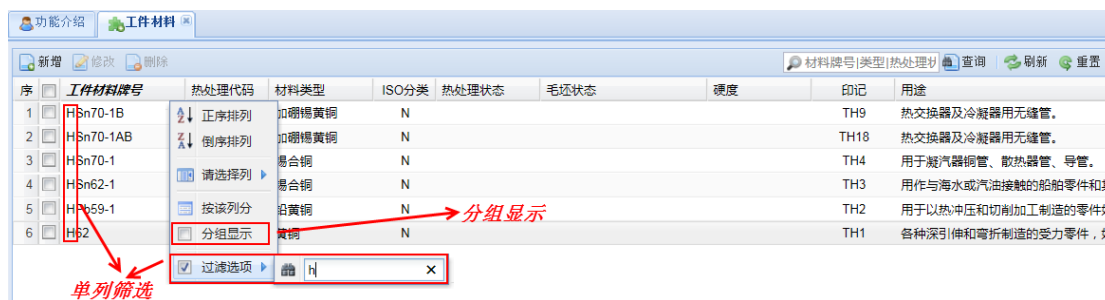 功能介绍 工件材料
新增 修改 删除 材料牌号|类型|热处理状 查询 刷新 重置
序 工件材料牌号 热处理代码 材料类型 ISO分类 热处理状态 毛坯状态 硬度 印记 用途
1 HSn70-1B 加硼锡黄铜 N TH9 热交换器及冷凝器用无缝管。
正序排列
2 HSn70-1AB 加硼锡黄铜 N TH18 热交换器及冷凝器用无缝管。
倒序排列
3 HSn70-1 锡合铜 N TH4 用于凝汽器铜管、散热器管、导管。
请选择列
4 HSn62-1 锡合铜 N TH3 用作与海水或汽油接触的船舶零件和
5 HPb59-1 铅黄铜 N TH2 用于以热冲压和切削加工制造的零件
按该列分
6 H62 黄铜 N TH1 各种深引伸和弯折制造的受力零件,
分组显示
分组显示
过滤选项 h
单列筛选